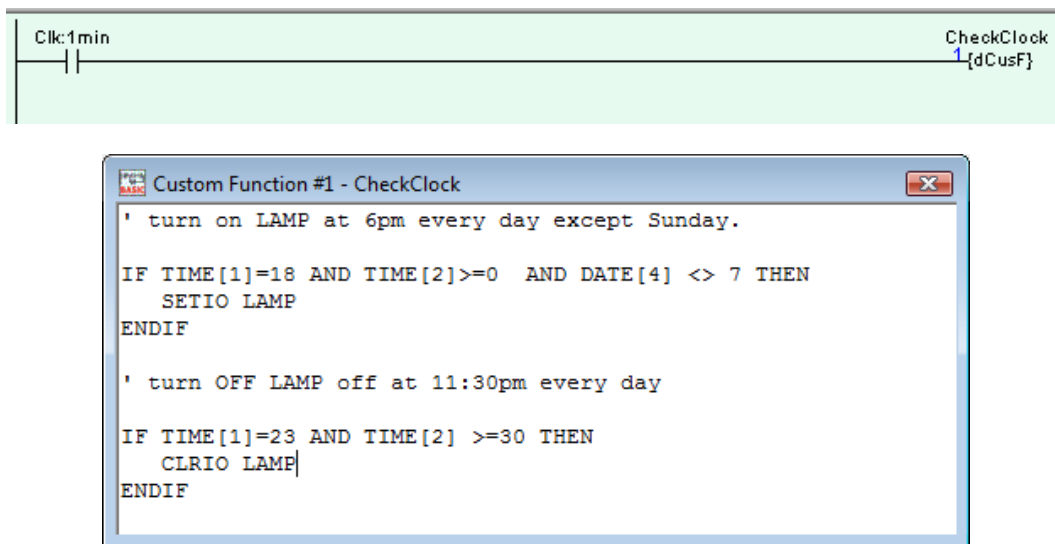 Clk:1min
CheckClock
1 {dCusF}
Custom Function #1 - CheckClock
' turn on LAMP at 6pm every day except Sunday.
IF TIME[1]=18 AND TIME[2]>=0  AND DATE[4] <> 7 THEN
   SETIO LAMP
ENDIF
' turn OFF LAMP off at 11:30pm every day
IF TIME[1]=23 AND TIME[2] >=30 THEN
   CLRIO LAMP
ENDIF